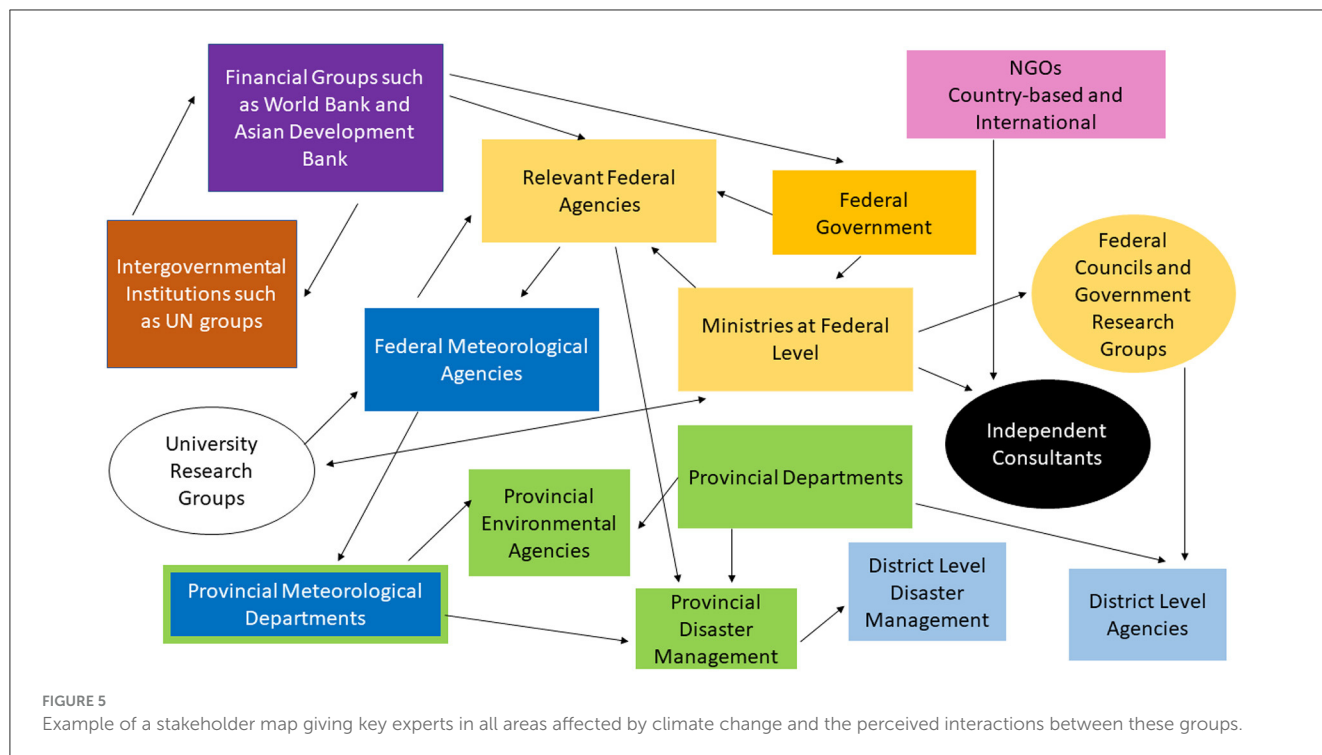 Financial Groups such
as World Bank and
Asian Development
Bank
NGOs
Country-based and
International
Relevant Federal
Agencies
Federal
Government
Intergovernmental
Institutions such
as UN groups
Federal
Councils and
Government
Research
Groups
Ministries at Federal
Level
Federal Meteorological
Agencies
University
Research
Groups
Independent
Consultants
Provincial Departments
Provincial
Environmental
Agencies
Provincial Meteorological
Departments
Provincial
Disaster
Management
District Level
Disaster
Management
District Level
Agencies
FIGURE 5
Example of a stakeholder map giving key experts in all areas affected by climate change and the perceived interactions between these groups.